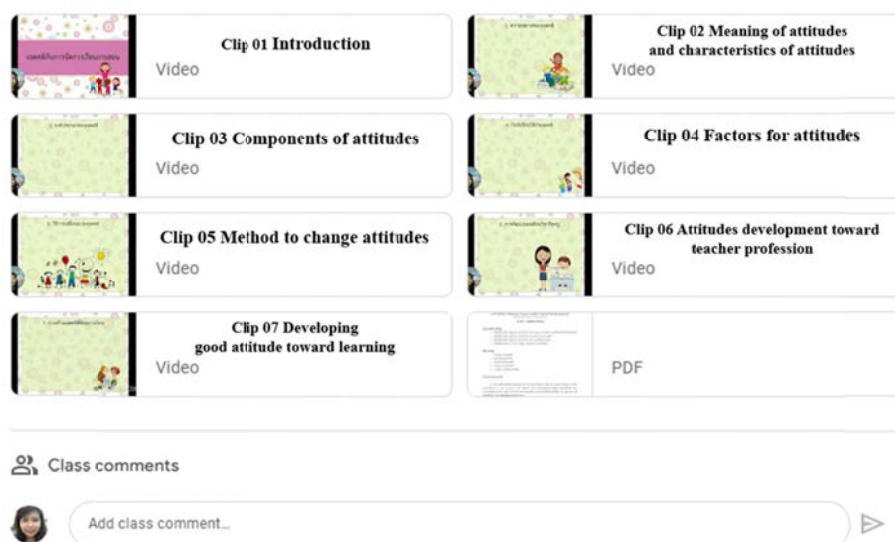 Clip 01 Introduction
Video
Clip 02 Meaning of attitudes
and characteristics of attitudes
Video
Clip 03 Components of attitudes
Video
Clip 04 Factors for attitudes
Video
Clip 05 Method to change attitudes
Video
Clip 06 Attitudes development toward
teacher profession
Video
Clip 07 Developing
good attitude toward learning
Video
PDF
Class comments
Add class comment...